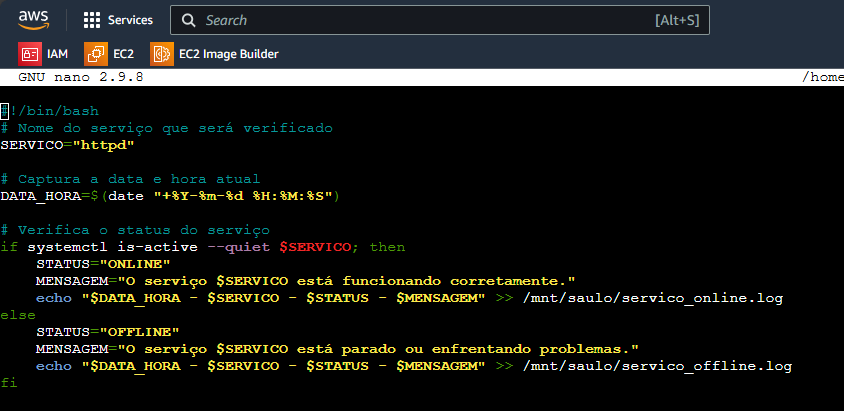 aws Services Search [Alt+S]
IAM EC2 EC2 Image Builder
GNU nano 2.9.8 /home
#!/bin/bash
# Nome do serviço que será verificado
SERVICO="httpd"
# Captura a data e hora atual
DATA_HORA=$(date "+%Y-%m-%d %H:%M:%S")
# Verifica o status do serviço
if systemctl is-active --quiet $SERVICO; then
    STATUS="ONLINE"
    MENSAGEM="O serviço $SERVICO está funcionando corretamente."
    echo "$DATA_HORA - $SERVICO - $STATUS - $MENSAGEM" >> /mnt/saulo/servico_online.log
else
    STATUS="OFFLINE"
    MENSAGEM="O serviço $SERVICO está parado ou enfrentando problemas."
    echo "$DATA_HORA - $SERVICO - $STATUS - $MENSAGEM" >> /mnt/saulo/servico_offline.log
fi